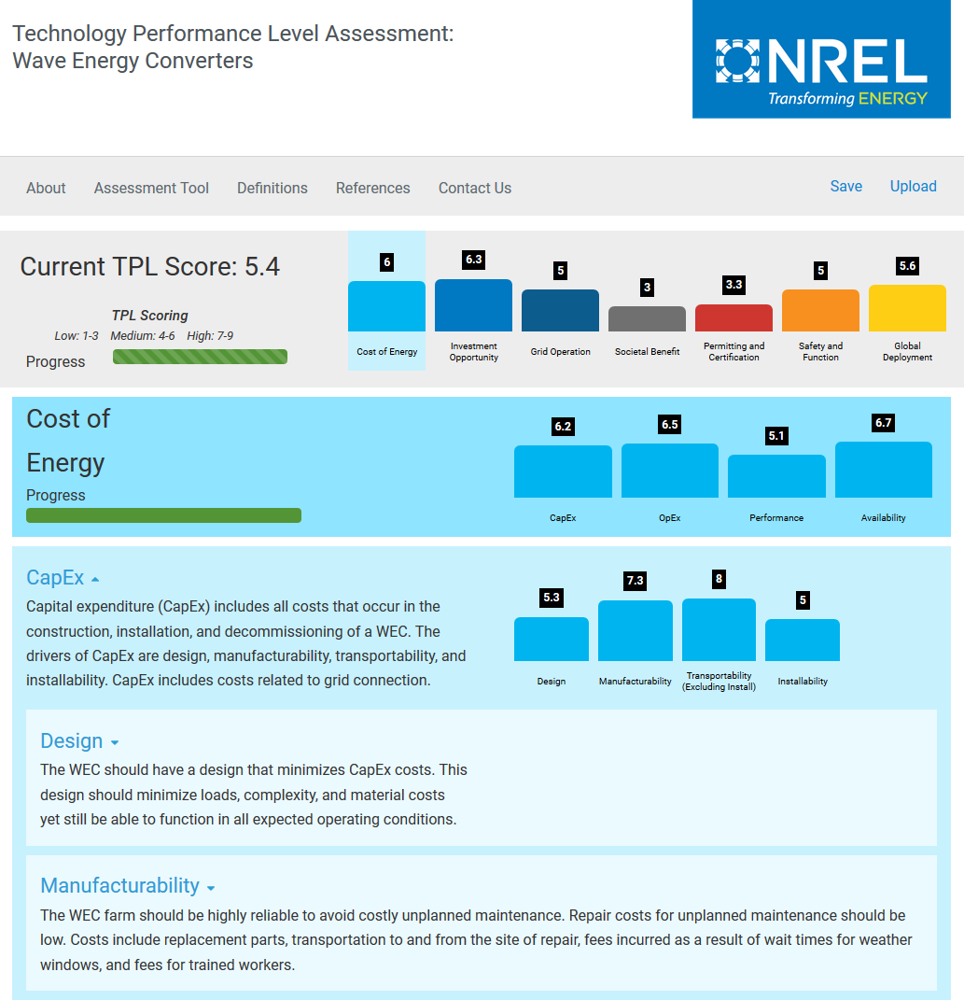 Technology Performance Level Assessment:
Wave Energy Converters
NREL
Transforming ENERGY
About Assessment Tool Definitions References Contact Us Save Upload
Current TPL Score: 5.4
TPL Scoring
Low: 1-3 Medium: 4-6 High: 7-9
Progress
6 6.3 5 3 3.3 5 5.6
Cost of Energy
Investment
Opportunity
Grid Operation
Societal Benefit
Permitting and
Certification
Safety and
Function
Global
Deployment
Cost of
Energy
Progress
6.2 6.5 5.1 6.7
CapEx OpEx Performance Availability
CapEx
Capital expenditure (CapEx) includes all costs that occur in the
construction, installation, and decommissioning of a WEC. The
drivers of CapEx are design, manufacturability, transportability, and
installability. CapEx includes costs related to grid connection.
5.3 7.3 8 5
Design
Manufacturability
Transportability
(Excluding Install)
Installability
Design
The WEC should have a design that minimizes CapEx costs. This
design should minimize loads, complexity, and material costs
yet still be able to function in all expected operating conditions.
Manufacturability
The WEC farm should be highly reliable to avoid costly unplanned maintenance. Repair costs for unplanned maintenance should be
low. Costs include replacement parts, transportation to and from the site of repair, fees incurred as a result of wait times for weather
windows, and fees for trained workers.